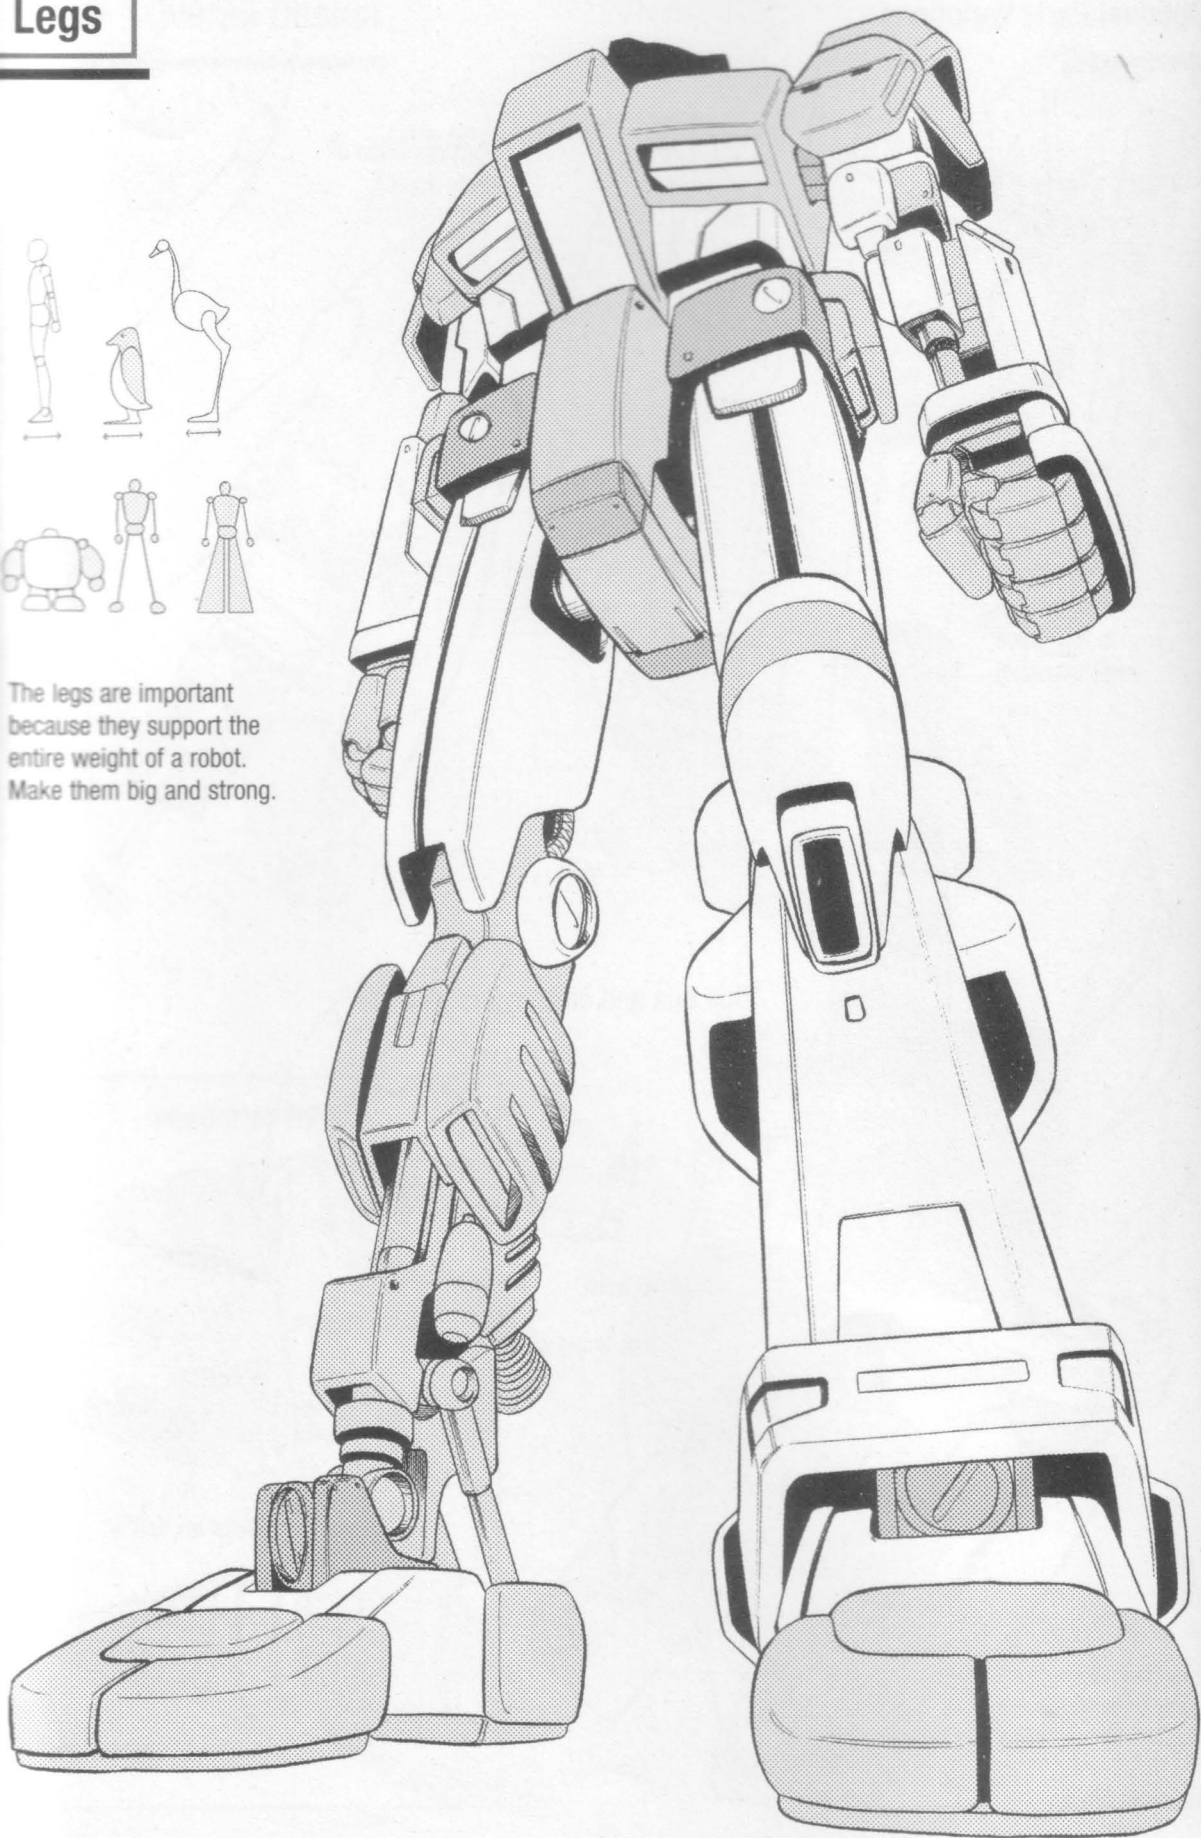 Legs
The legs are important
because they support the
entire weight of a robot.
Make them big and strong.